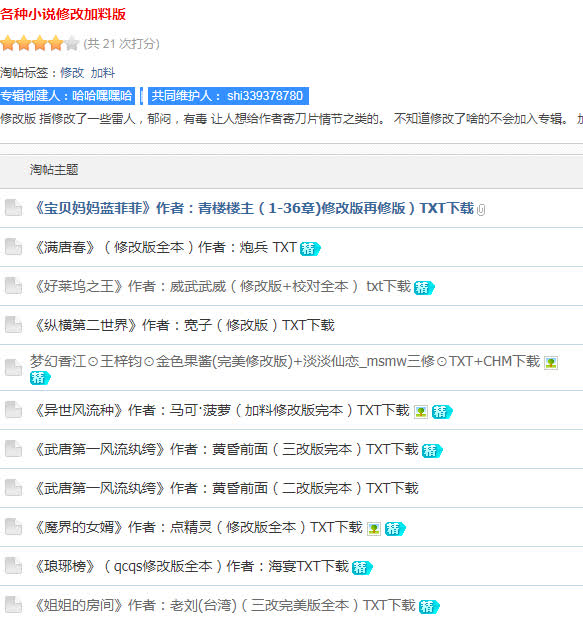 各种小说修改加料版
(共 21 次打分)
淘帖标签：修改 加料
专辑创建人：哈哈嘿嘿哈 | 共同维护人： shi339378780
修改版 指修改了一些雷人，郁闷，有毒 让人想给作者寄刀片情节之类的。 不知道修改了啥的不会加入专辑。
淘帖主题
《宝贝妈妈蓝菲菲》作者：青楼楼主（1-36章)修改版再修版）TXT下载
《满唐春》（修改版全本）作者：炮兵 TXT 精
《好莱坞之王》作者：威武武威（修改版+校对全本） txt下载 精
《纵横第二世界》作者：宽子（修改版）TXT下载
梦幻香江⊙王梓钧⊙金色果酱(完美修改版)+淡淡仙恋_msmw三修⊙TXT+CHM下载
精
《异世风流种》作者：马可·菠萝（加料修改版完本）TXT下载 精
《武唐第一风流纨绔》作者：黄昏前面（三改版完本）TXT下载 精
《武唐第一风流纨绔》作者：黄昏前面（二改版完本）TXT下载
《魔界的女婿》作者：点精灵（修改版全本）TXT下载 精
《琅琊榜》（qcqs修改版全本）作者：海宴TXT下载 精
《姐姐的房间》作者：老刘(台湾)（三改完美版全本）TXT下载 精